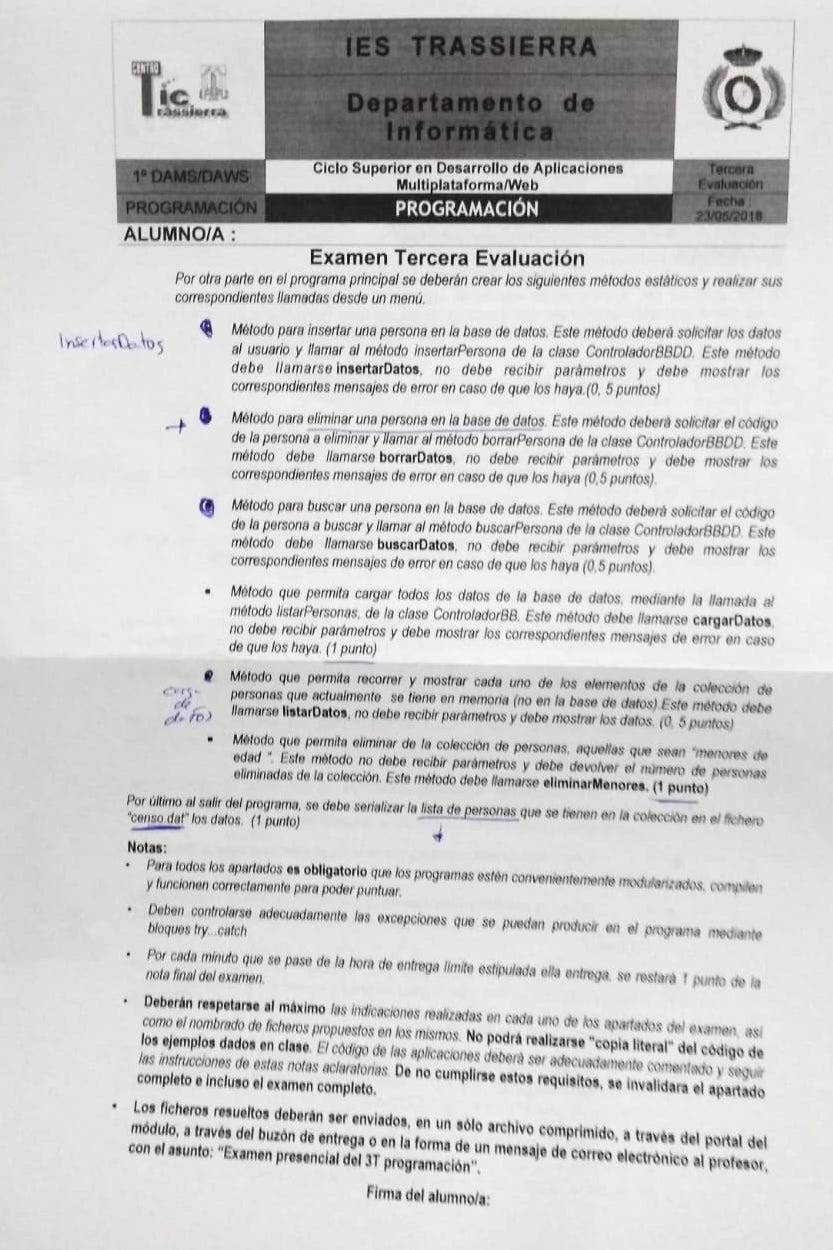 IES TRASSIERRA
CENTRO
Tic
rassierra
Departamento de
Informática
1º DAMS/DAWS
Ciclo Superior en Desarrollo de Aplicaciones
Multiplataforma/Web
Tercera
Evaluación
PROGRAMACIÓN
PROGRAMACIÓN
Fecha :
23/05/2018
ALUMNO/A :
Examen Tercera Evaluación
Por otra parte en el programa principal se deberán crear los siguientes métodos estáticos y realizar sus
correspondientes llamadas desde un menú.
InsertarDatos
Método para insertar una persona en la base de datos. Este método deberá solicitar los datos
al usuario y llamar al método insertarPersona de la clase ControladorBBDD. Este método
debe llamarse insertarDatos, no debe recibir parámetros y debe mostrar los
correspondientes mensajes de error en caso de que los haya.(0, 5 puntos)
Método para eliminar una persona en la base de datos. Este método deberá solicitar el código
de la persona a eliminar y llamar al método borrarPersona de la clase ControladorBBDD. Este
método debe llamarse borrarDatos, no debe recibir parámetros y debe mostrar los
correspondientes mensajes de error en caso de que los haya (0,5 puntos).
Método para buscar una persona en la base de datos. Este método deberá solicitar el código
de la persona a buscar y llamar al método buscarPersona de la clase ControladorBBDD. Este
método debe llamarse buscarDatos, no debe recibir parámetros y debe mostrar los
correspondientes mensajes de error en caso de que los haya (0,5 puntos).
▪ Método que permita cargar todos los datos de la base de datos, mediante la llamada al
método listarPersonas, de la clase ControladorBB. Este método debe llamarse cargarDatos,
no debe recibir parámetros y debe mostrar los correspondientes mensajes de error en caso
de que los haya. (1 punto)
Método que permita recorrer y mostrar cada uno de los elementos de la colección de
personas que actualmente se tiene en memoria (no en la base de datos).Este método debe
llamarse listarDatos, no debe recibir parámetros y debe mostrar los datos. (0, 5 puntos)
de
datos
▪ Método que permita eliminar de la colección de personas, aquellas que sean "menores de
edad ". Este método no debe recibir parámetros y debe devolver el número de personas
eliminadas de la colección. Este método debe llamarse eliminarMenores. (1 punto)
Por último al salir del programa, se debe serializar la lista de personas que se tienen en la colección en el fichero
"censo.dat" los datos. (1 punto)
Notas:
• Para todos los apartados es obligatorio que los programas estén convenientemente modularizados, compilen
y funcionen correctamente para poder puntuar.
• Deben controlarse adecuadamente las excepciones que se puedan producir en el programa mediante
bloques try...catch
• Por cada minuto que se pase de la hora de entrega límite estipulada ella entrega, se restará 1 punto de la
nota final del examen.
• Deberán respetarse al máximo las indicaciones realizadas en cada uno de los apartados del examen, así
como el nombrado de ficheros propuestos en los mismos. No podrá realizarse "copia literal" del código de
los ejemplos dados en clase. El código de las aplicaciones deberá ser adecuadamente comentado y seguir
las instrucciones de estas notas aclaratorias. De no cumplirse estos requisitos, se invalidara el apartado
completo e incluso el examen completo.
• Los ficheros resueltos deberán ser enviados, en un sólo archivo comprimido, a través del portal del
módulo, a través del buzón de entrega o en la forma de un mensaje de correo electrónico al profesor,
con el asunto: "Examen presencial del 3T programación".
Firma del alumno/a: